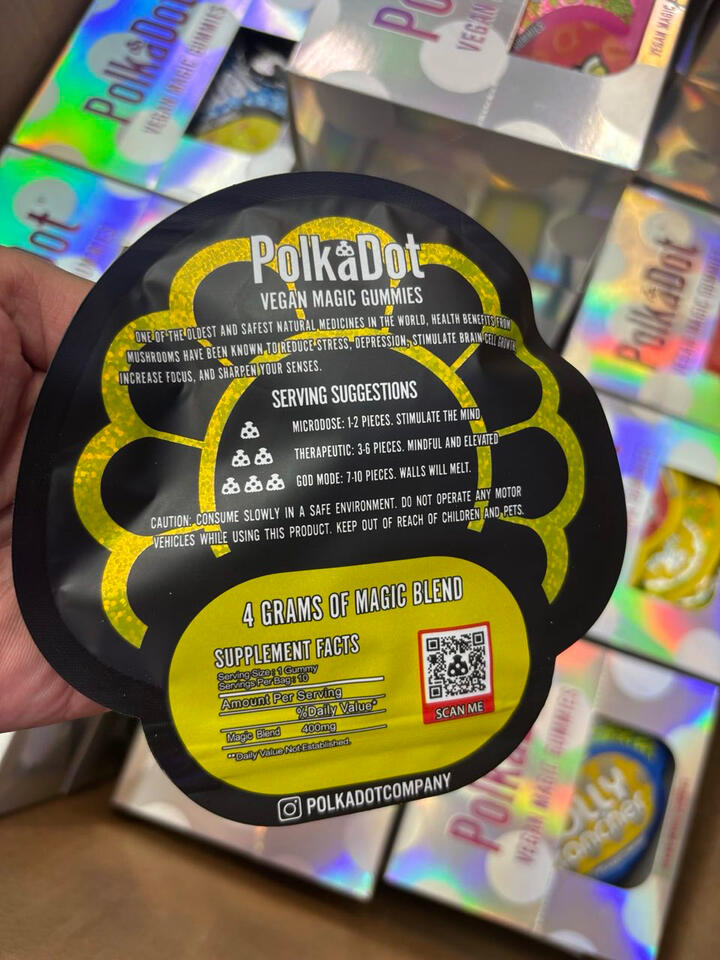 PolkaDot
VEGAN MAGIC GUMMIES
PolkaDot
VEGAN MAGIC GUMMIES
ONE OF THE OLDEST AND SAFEST NATURAL MEDICINES IN THE WORLD, HEALTH BENEFITS FROM
MUSHROOMS HAVE BEEN KNOWN TO REDUCE STRESS, DEPRESSION, STIMULATE BRAIN CELL GROWTH,
INCREASE FOCUS, AND SHARPEN YOUR SENSES.
SERVING SUGGESTIONS
MICRODOSE: 1-2 PIECES. STIMULATE THE MIND
THERAPEUTIC: 3-6 PIECES. MINDFUL AND ELEVATED
GOD MODE: 7-10 PIECES. WALLS WILL MELT.
CAUTION: CONSUME SLOWLY IN A SAFE ENVIRONMENT. DO NOT OPERATE ANY MOTOR
VEHICLES WHILE USING THIS PRODUCT. KEEP OUT OF REACH OF CHILDREN AND PETS.
4 GRAMS OF MAGIC BLEND
SUPPLEMENT FACTS
Serving Size : 1 Gummy
Servings Per Bag : 10
Amount Per Serving
%Daily Value*
Magic Blend 400mg
**Daily Value Not Established.
SCAN ME
POLKADOTCOMPANY
PolkaDot
VEGAN MAGIC GUMMIES